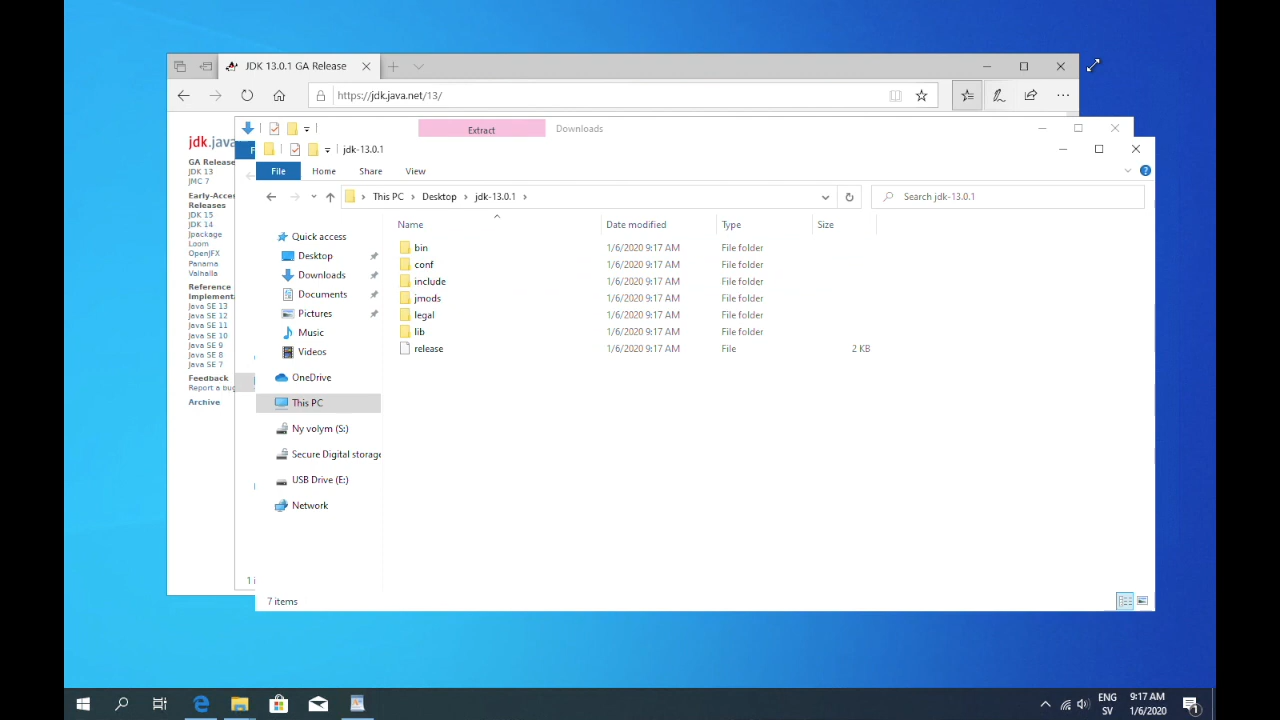 JDK 13.0.1 GA Release
https://jdk.java.net/13/
Extract
Downloads
jdk-13.0.1
File
Home
Share
View
This PC
Desktop
jdk-13.0.1
Search jdk-13.0.1
jdk.java
GA Release
JDK 13
JMC 7
Early-Acce
Releases
JDK 15
JDK 14
Jpackage
Loom
OpenJFX
Panama
Valhalla
Reference
Implement
Java SE 13
Java SE 12
Java SE 11
Java SE 10
Java SE 9
Java SE 8
Java SE 7
Feedback
Report a bug
Archive
F
1 i
Quick access
Desktop
Downloads
Documents
Pictures
Music
Videos
OneDrive
This PC
Ny volym (S:)
Secure Digital storage
USB Drive (E:)
Network
Name Date modified Type Size
bin 1/6/2020 9:17 AM File folder
conf 1/6/2020 9:17 AM File folder
include 1/6/2020 9:17 AM File folder
jmods 1/6/2020 9:17 AM File folder
legal 1/6/2020 9:17 AM File folder
lib 1/6/2020 9:17 AM File folder
release 1/6/2020 9:17 AM File 2 KB
7 items
ENG
SV
9:17 AM
1/6/2020
1